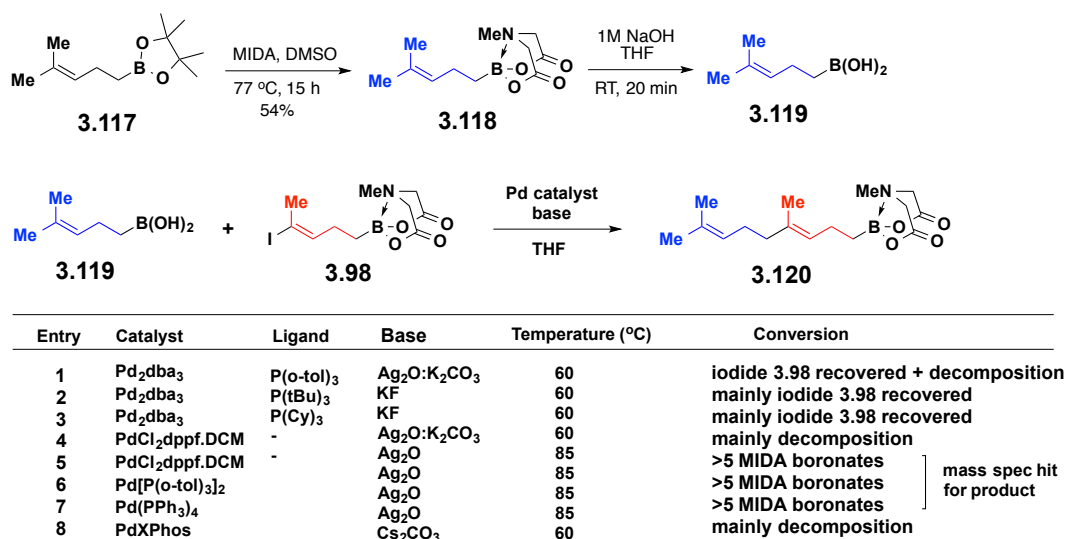 Me
Me
B
O
O
3.117
MIDA, DMSO
77 °C, 15 h
54%
Me
Me
MeN
B
O
O
O
O
3.118
1M NaOH
THF
RT, 20 min
Me
Me
B(OH)₂
3.119
Me
Me
B(OH)₂
3.119
+
Me
I
MeN
B
O
O
O
O
3.98
Pd catalyst
base
THF
Me
Me
Me
MeN
B
O
O
O
O
3.120
Entry Catalyst Ligand Base Temperature (°C) Conversion
1 Pd₂dba₃ P(o-tol)₃ Ag₂O:K₂CO₃ 60 iodide 3.98 recovered + decomposition
2 Pd₂dba₃ P(tBu)₃ KF 60 mainly iodide 3.98 recovered
3 Pd₂dba₃ P(Cy)₃ KF 60 mainly iodide 3.98 recovered
4 PdCl₂dppf.DCM - Ag₂O:K₂CO₃ 60 mainly decomposition
5 PdCl₂dppf.DCM - Ag₂O 85 >5 MIDA boronates
6 Pd[P(o-tol)₃]₂ Ag₂O 85 >5 MIDA boronates
7 Pd(PPh₃)₄ Ag₂O 85 >5 MIDA boronates
Ag₂O
8 PdXPhos Cs₂CO₃ 60 mainly decomposition
mass spec hit
for product